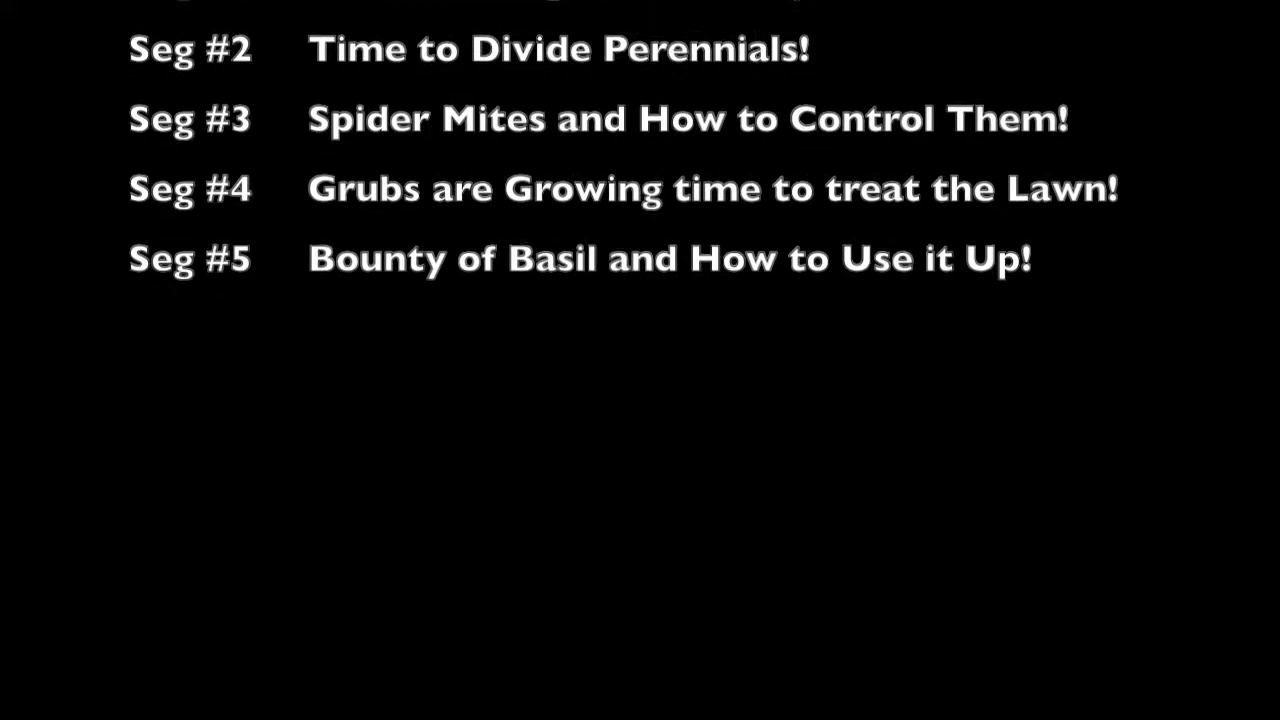 Seg #2 Time to Divide Perennials!
Seg #3 Spider Mites and How to Control Them!
Seg #4 Grubs are Growing time to treat the Lawn!
Seg #5 Bounty of Basil and How to Use it Up!